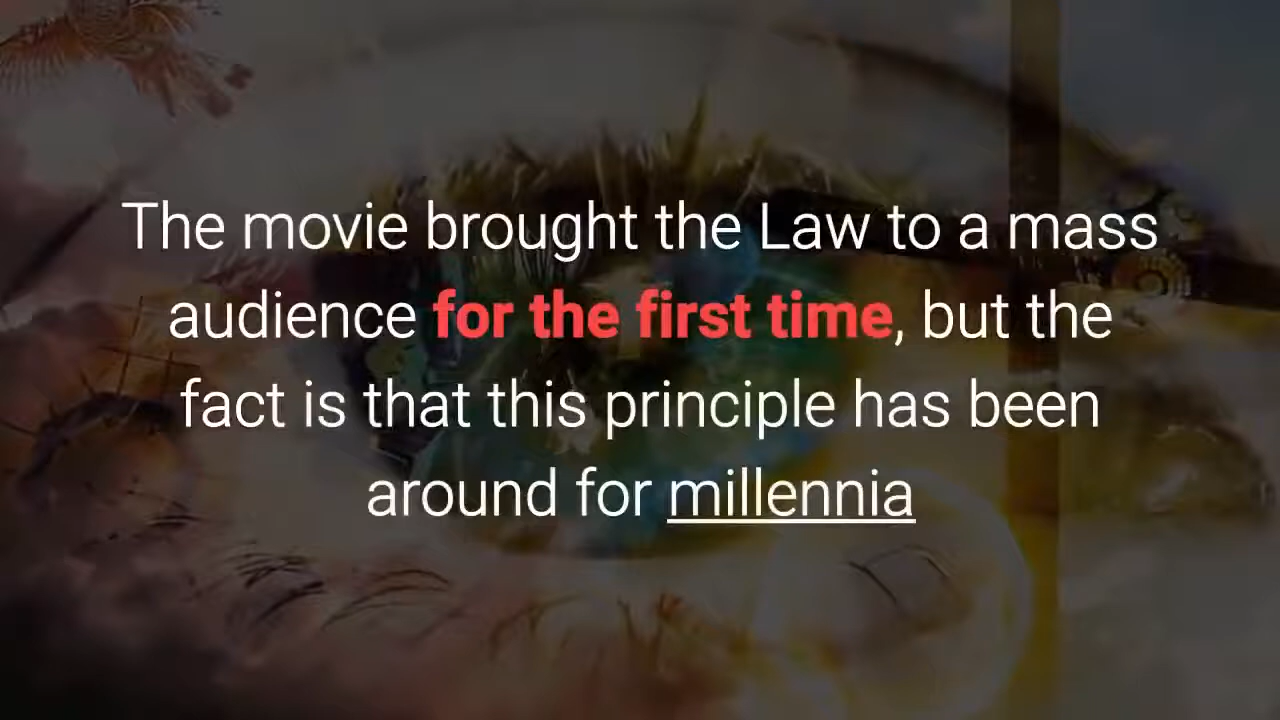 The movie brought the Law to a mass
audience for the first time, but the
fact is that this principle has been
around for millennia